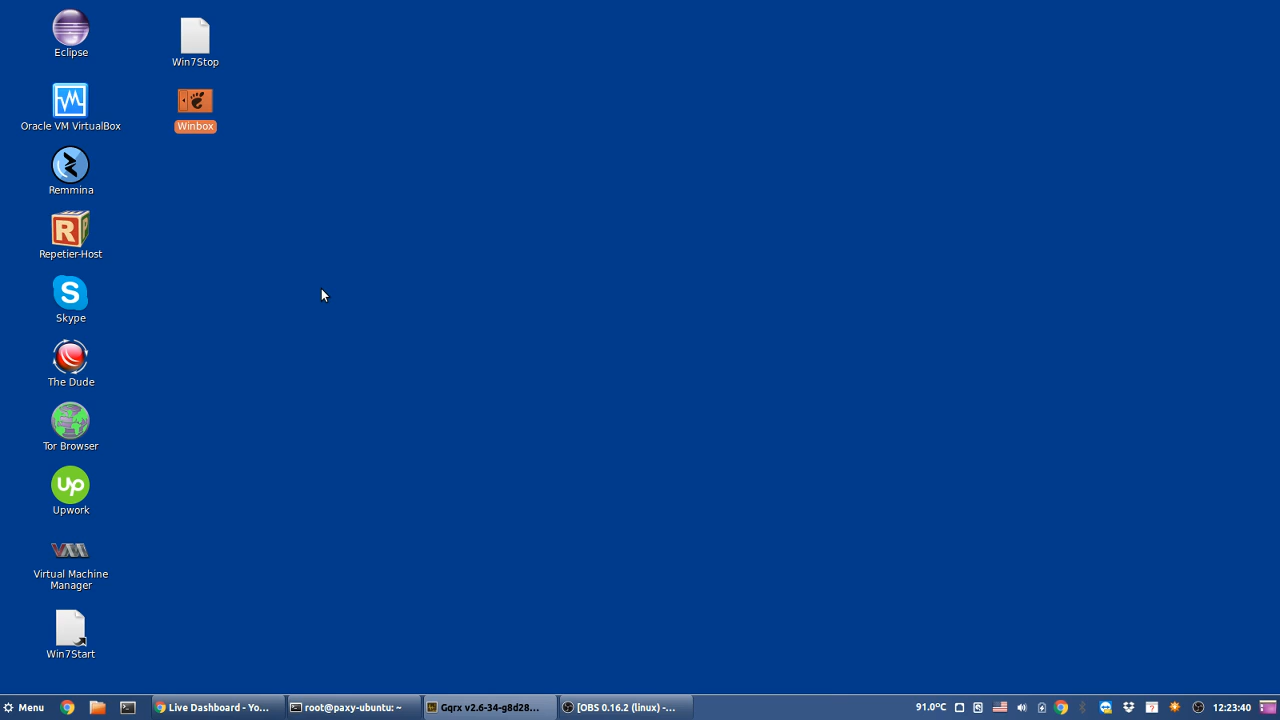 Eclipse
Oracle VM VirtualBox
Remmina
Repetier-Host
Skype
The Dude
Tor Browser
Upwork
Virtual Machine
Manager
Win7Start
Win7Stop
Winbox
Menu
Live Dashboard - Yo...
root@paxy-ubuntu: ~
Gqrx v2.6-34-g8d28...
[OBS 0.16.2 (linux) -...
91.0°C
12:23:40